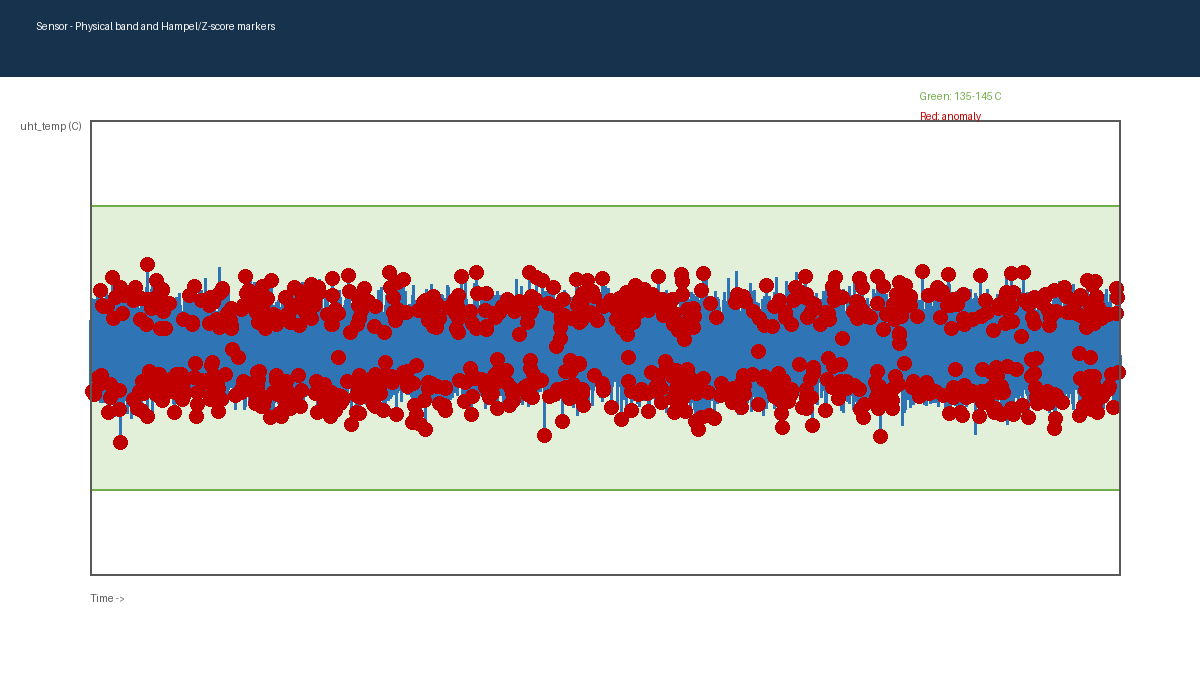 Sensor - Physical band and Hampel/Z-score markers
Green: 135-145 C
Red: anomaly
uht_temp (C)
Time ->